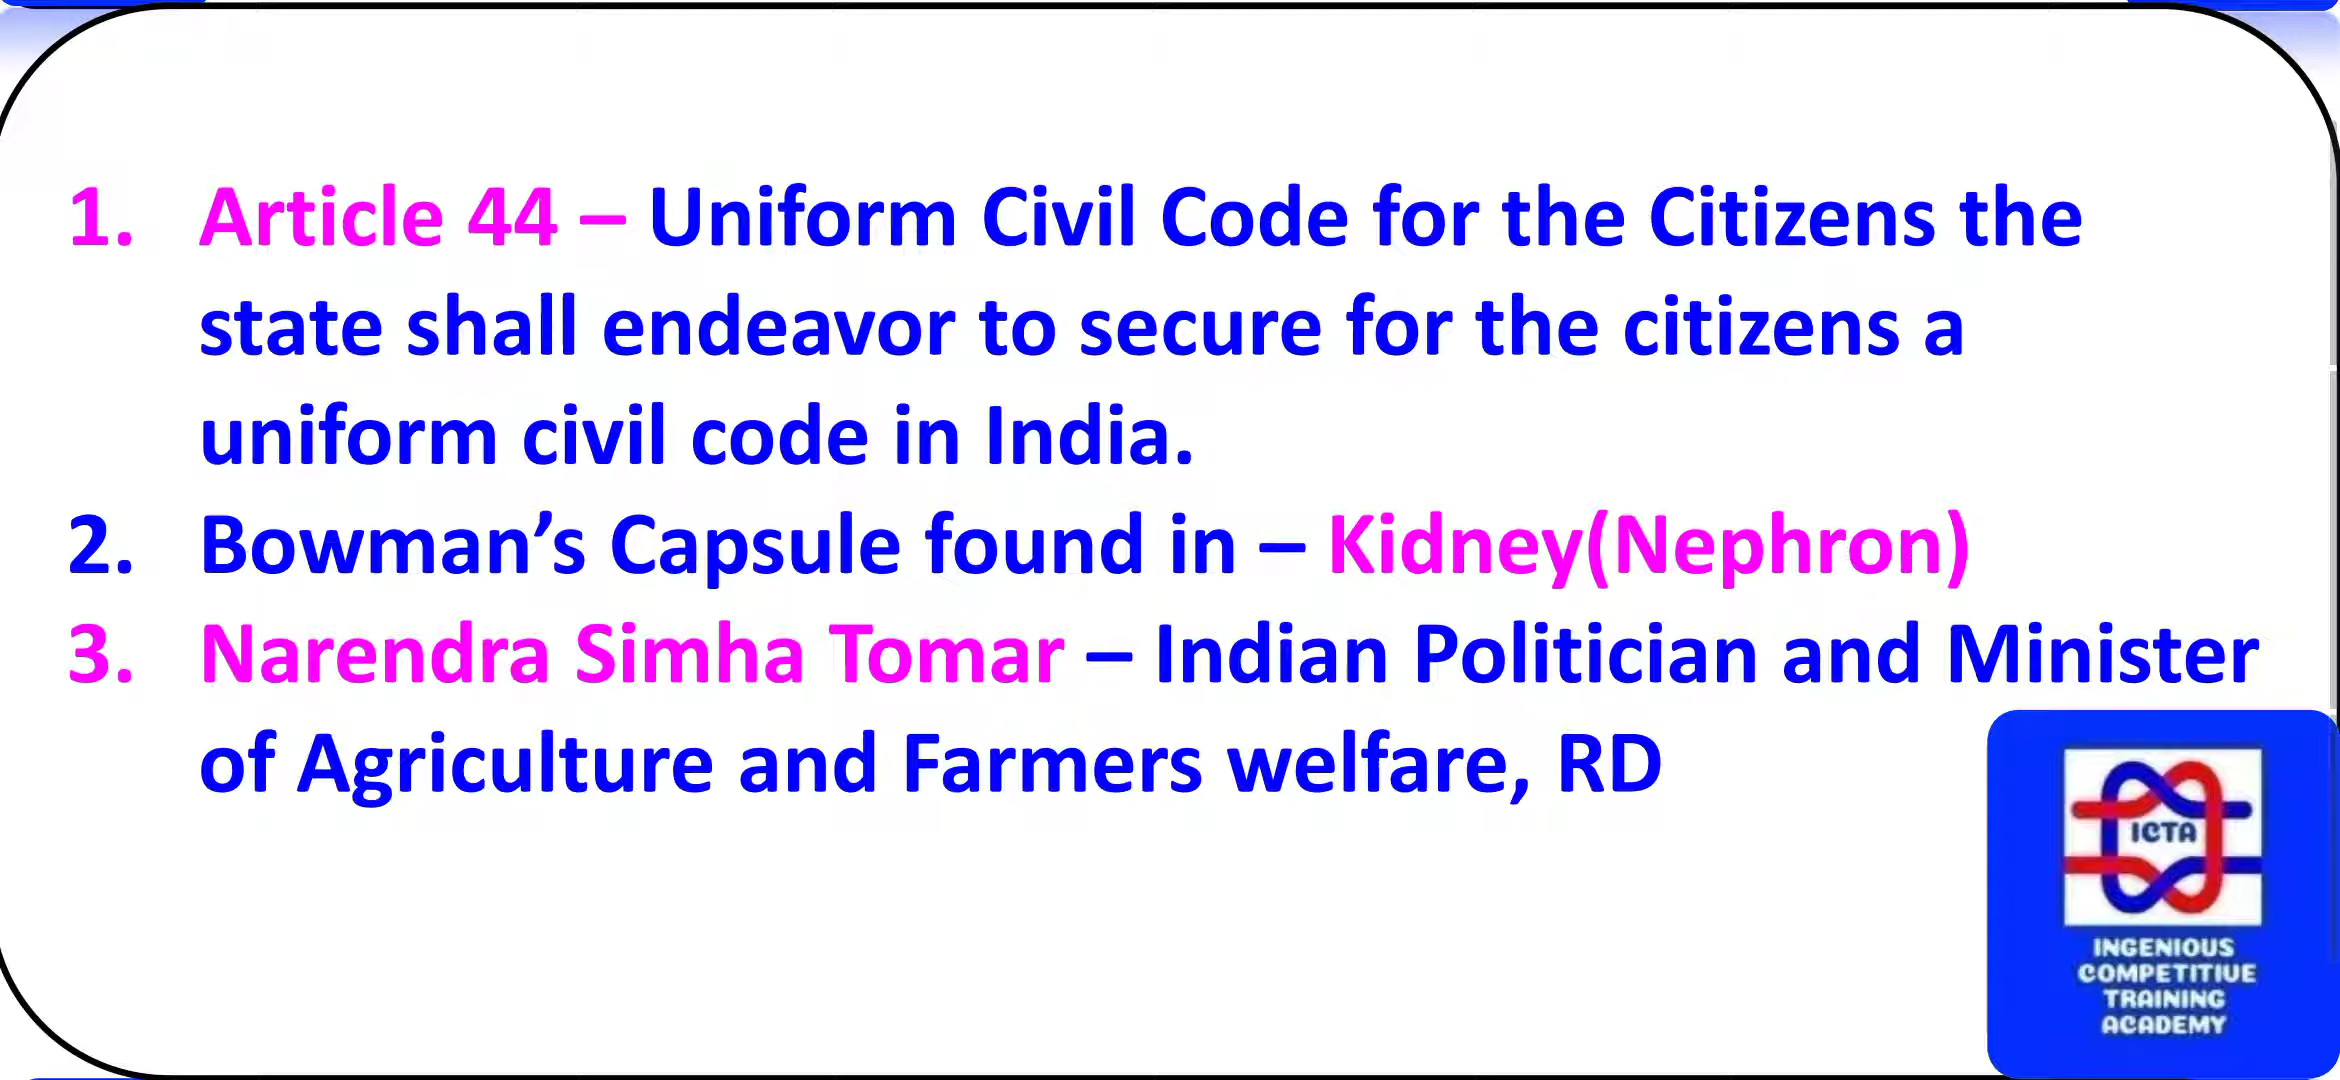 1. Article 44 – Uniform Civil Code for the Citizens the
state shall endeavor to secure for the citizens a
uniform civil code in India.
2. Bowman’s Capsule found in – Kidney(Nephron)
3. Narendra Simha Tomar – Indian Politician and Minister
of Agriculture and Farmers welfare, RD
ICTA
INGENIOUS
COMPETITIVE
TRAINING
ACADEMY